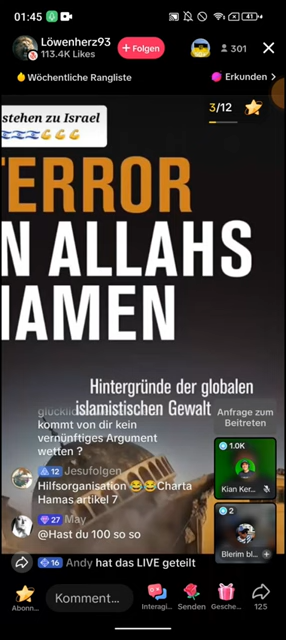 01:45
41
Löwenherz93
113.4K Likes
+ Folgen
301
Wöchentliche Rangliste
Erkunden >
stehen zu Israel
3/12
TERROR
N ALLAHS
NAMEN
Hintergründe der globalen
islamistischen Gewalt
Anfrage zum
Beitreten
kommt von dir kein
vernünftiges Argument
wetten ?
12 Jesufolgen
Hilfsorganisation 😂😂Charta
Hamas artikel 7
27 May
@Hast du 100 so so
16 Andy hat das LIVE geteilt
1.0K
Kian Ker...
2
Blerim bl...
Kommentar...
Abonn...
Interagi...
Senden
Gesche...
125